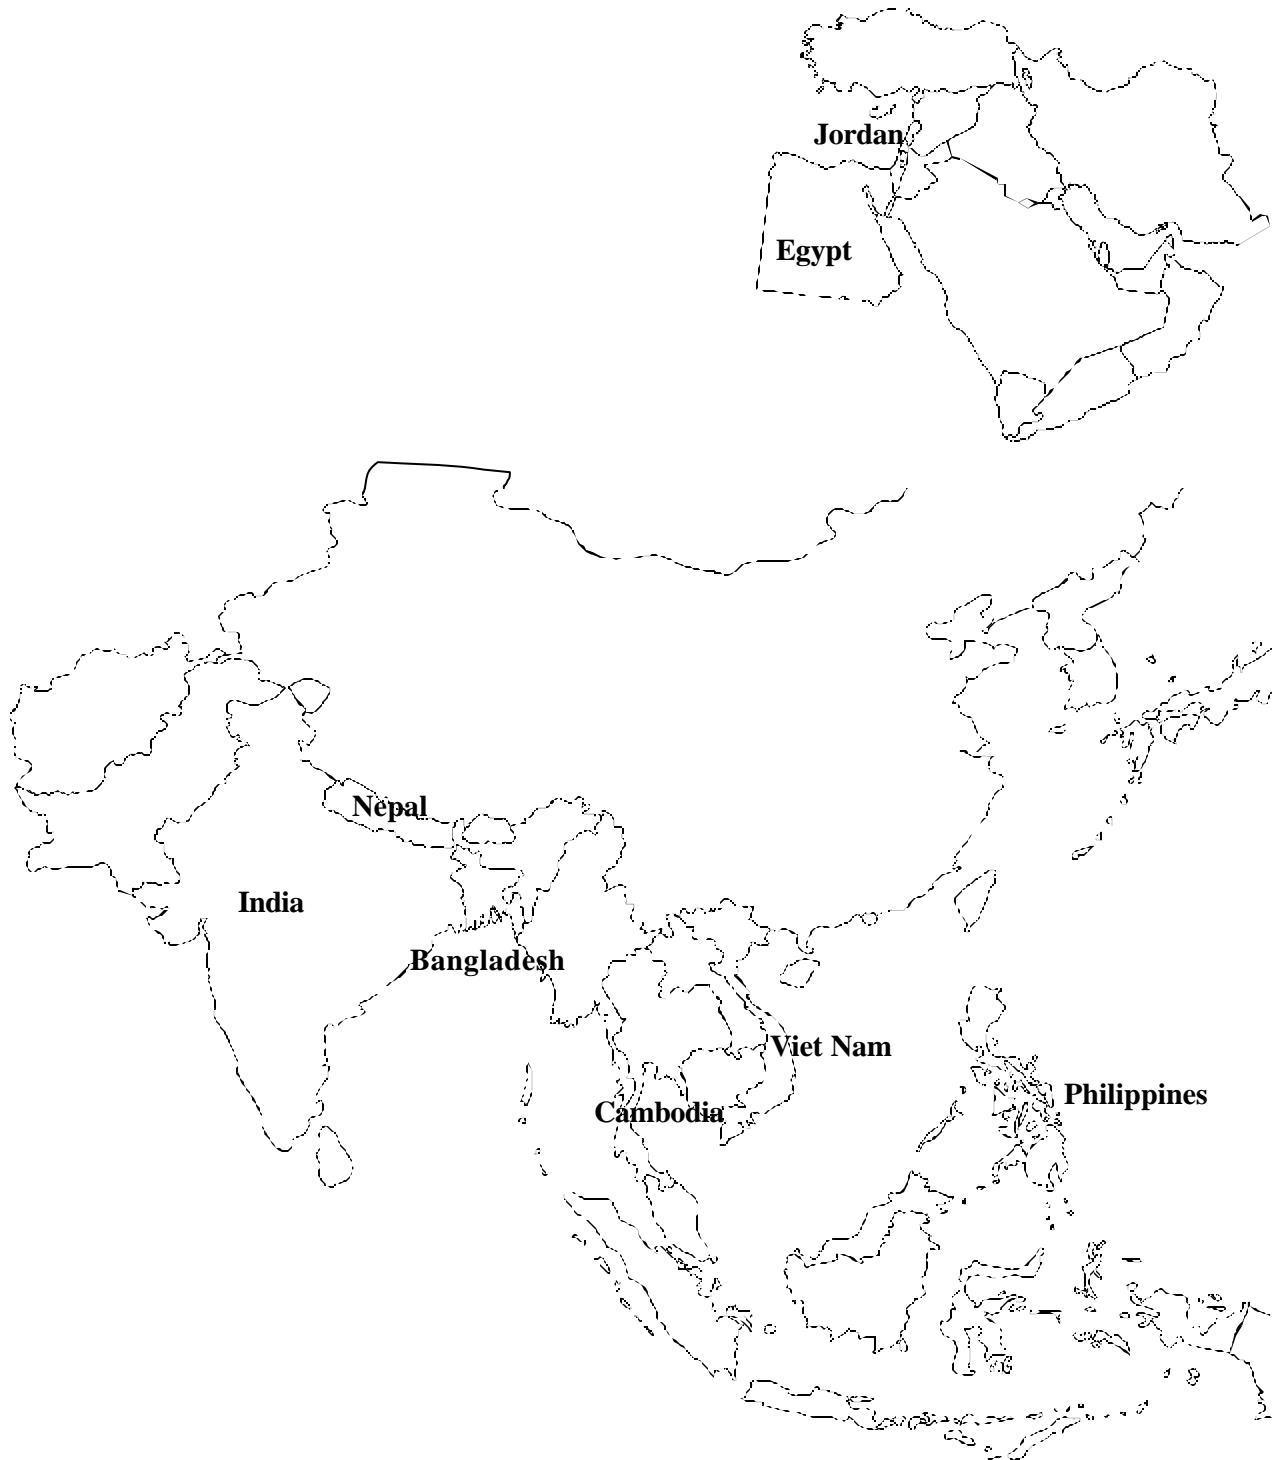 Jordan
Egypt
Nepal
India
Bangladesh
Viet Nam
Philippines
Cambodia